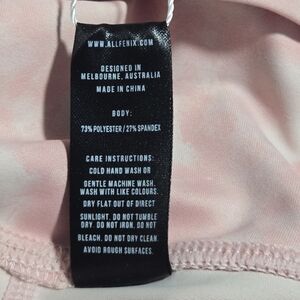 WWW.ALLFENIX.COM
DESIGNED IN
MELBOURNE, AUSTRALIA
MADE IN CHINA
BODY:
73% POLYESTER / 27% SPANDEX
CARE INSTRUCTIONS:
COLD HAND WASH OR
GENTLE MACHINE WASH.
WASH WITH LIKE COLOURS.
DRY FLAT OUT OF DIRECT
SUNLIGHT. DO NOT TUMBLE
DRY. DO NOT IRON. DO NOT
BLEACH. DO NOT DRY CLEAN.
AVOID ROUGH SURFACES.